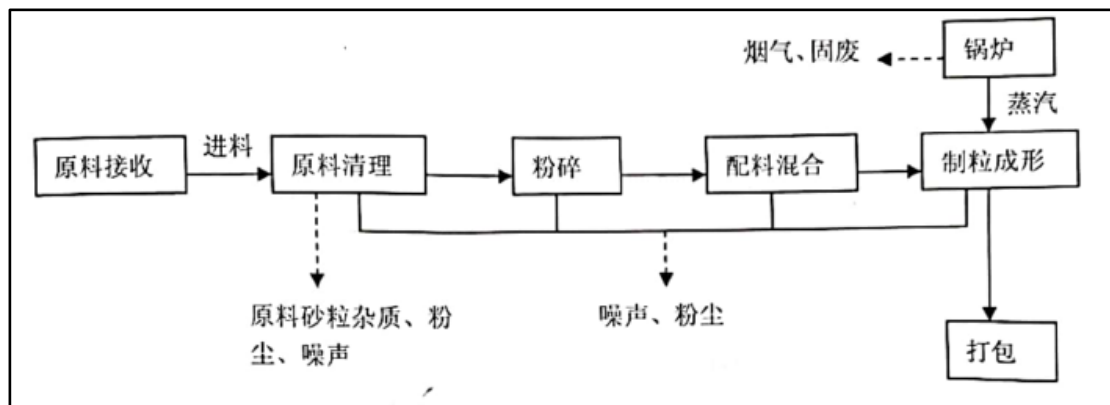 烟气、固废
锅炉
蒸汽
原料接收
进料
原料清理
粉碎
配料混合
制粒成形
原料砂粒杂质、粉
尘、噪声
噪声、粉尘
打包